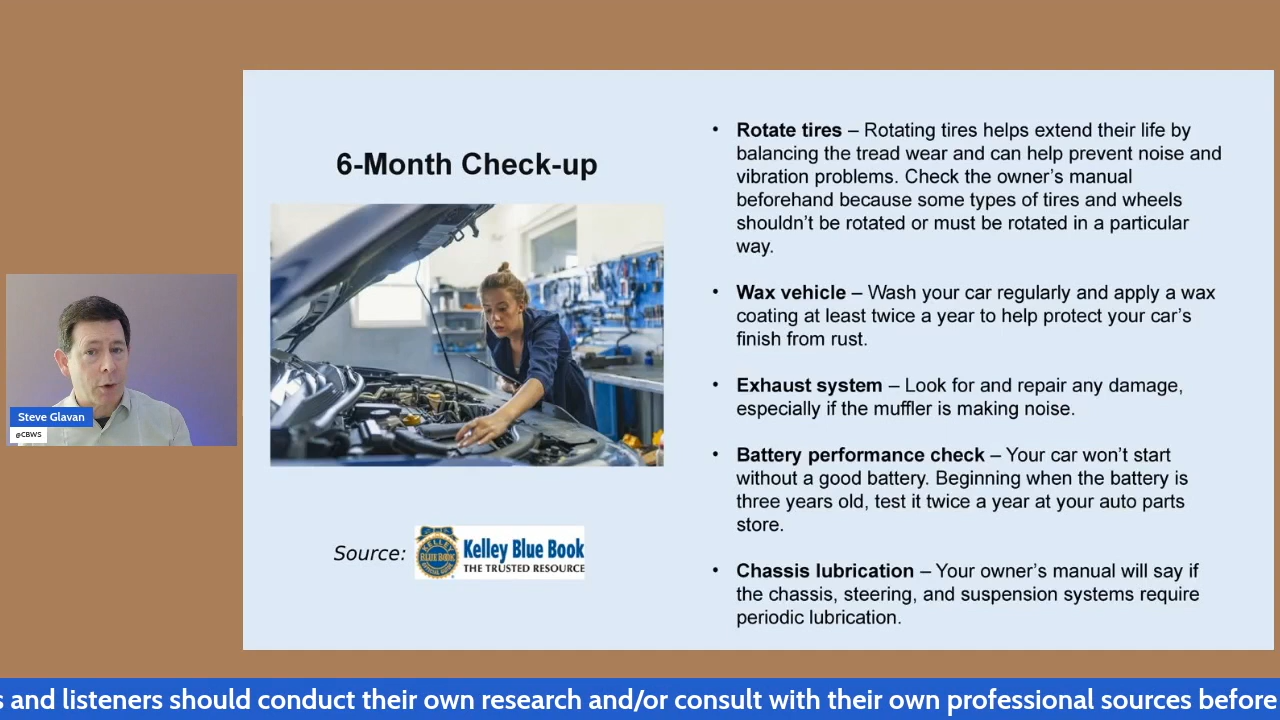 6-Month Check-up
Source:
KELLEY
BLUE BOOK
Kelley Blue Book
THE TRUSTED RESOURCE
• Rotate tires – Rotating tires helps extend their life by
balancing the tread wear and can help prevent noise and
vibration problems. Check the owner’s manual
beforehand because some types of tires and wheels
shouldn’t be rotated or must be rotated in a particular
way.
• Wax vehicle – Wash your car regularly and apply a wax
coating at least twice a year to help protect your car’s
finish from rust.
• Exhaust system – Look for and repair any damage,
especially if the muffler is making noise.
• Battery performance check – Your car won’t start
without a good battery. Beginning when the battery is
three years old, test it twice a year at your auto parts
store.
• Chassis lubrication – Your owner’s manual will say if
the chassis, steering, and suspension systems require
periodic lubrication.
Steve Glavan
@CBWS
s and listeners should conduct their own research and/or consult with their own professional sources before